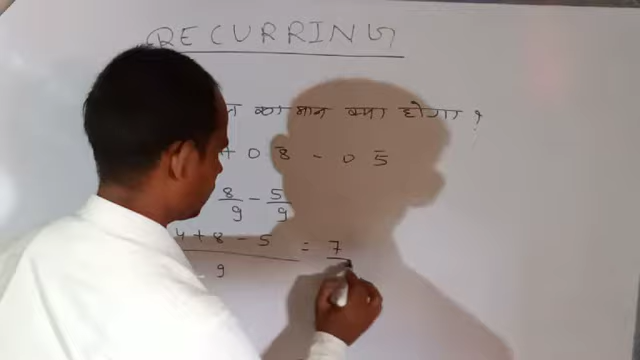 RECURRING
का मान क्या होगा ?
+ 0 8̄ - 0 5̄
8/9 - 5/9
4 + 8 - 5 = 7
9